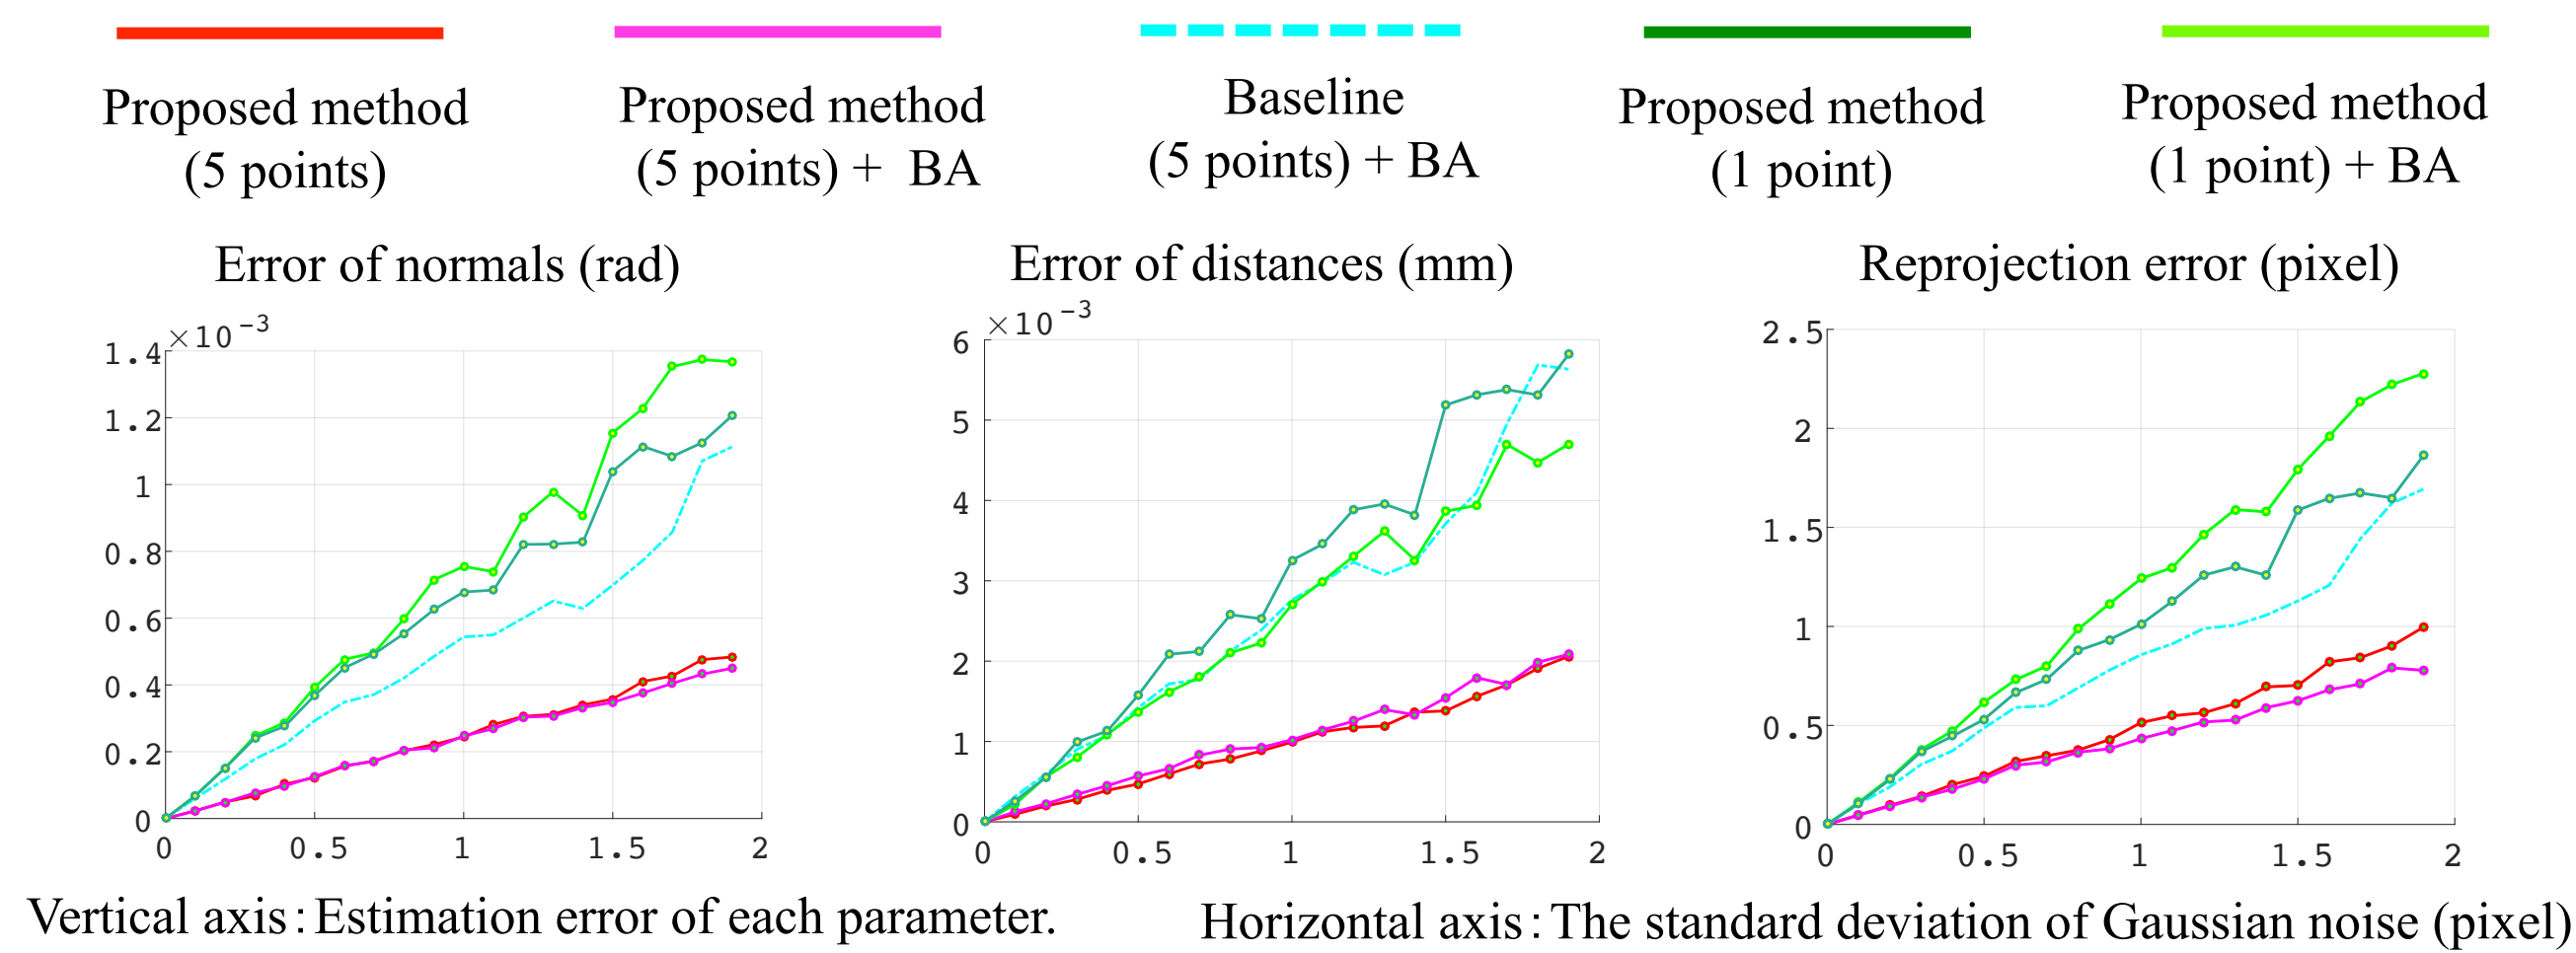 Proposed method
(5 points)
Proposed method
(5 points) + BA
Baseline
(5 points) + BA
Proposed method
(1 point)
Proposed method
(1 point) + BA
Error of normals (rad)
×10⁻³
1.4
1.2
1
0.8
0.6
0.4
0.2
0
0 0.5 1 1.5 2
Error of distances (mm)
×10⁻³
6
5
4
3
2
1
0
0 0.5 1 1.5 2
Reprojection error (pixel)
2.5
2
1.5
1
0.5
0
0 0.5 1 1.5 2
Vertical axis : Estimation error of each parameter.
Horizontal axis : The standard deviation of Gaussian noise (pixel)